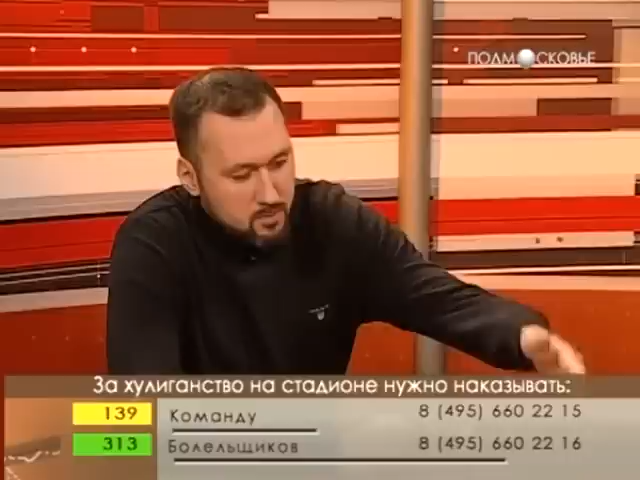 ПОДМОСКОВЬЕ
За хулиганство на стадионе нужно наказывать:
139 Команду 8 (495) 660 22 15
313 Болельщиков 8 (495) 660 22 16